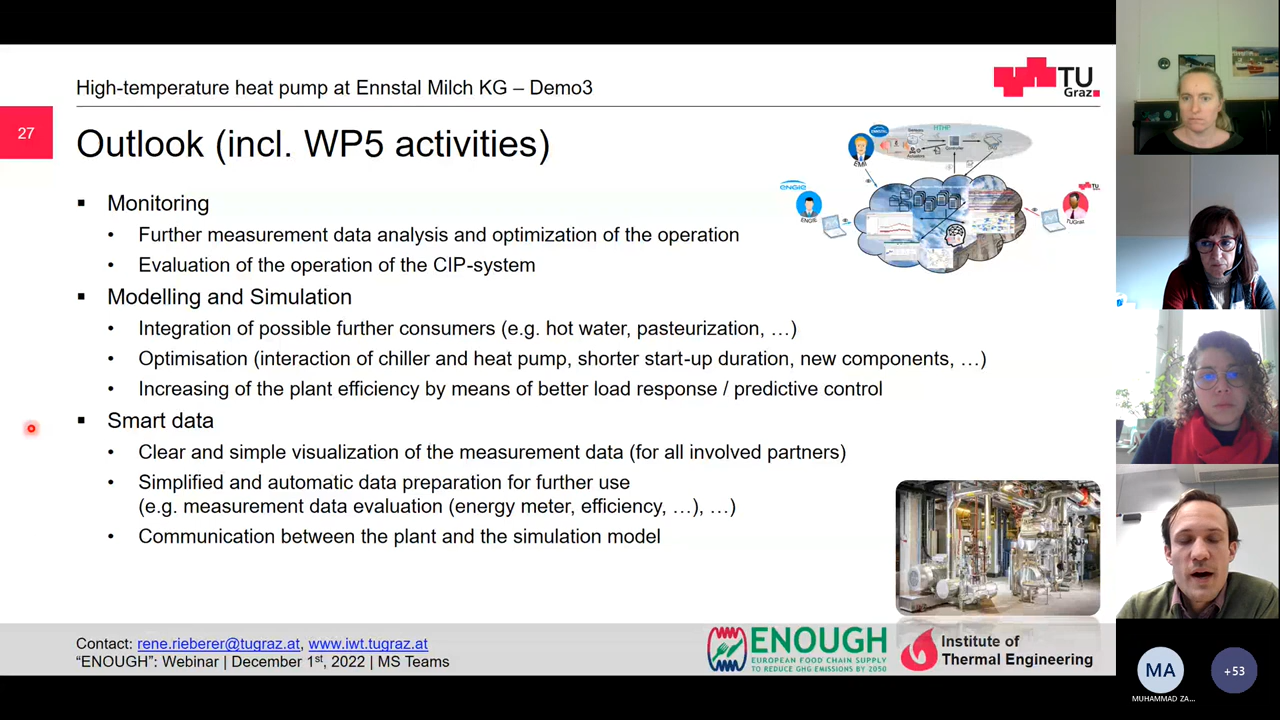 High-temperature heat pump at Ennstal Milch KG – Demo3
TU
Graz
27
Outlook (incl. WP5 activities)
HTHP
EMI
ENGIE
ENGIE
TUGraz
▪ Monitoring
• Further measurement data analysis and optimization of the operation
• Evaluation of the operation of the CIP-system
▪ Modelling and Simulation
• Integration of possible further consumers (e.g. hot water, pasteurization, …)
• Optimisation (interaction of chiller and heat pump, shorter start-up duration, new components, …)
• Increasing of the plant efficiency by means of better load response / predictive control
▪ Smart data
• Clear and simple visualization of the measurement data (for all involved partners)
• Simplified and automatic data preparation for further use
(e.g. measurement data evaluation (energy meter, efficiency, …), …)
• Communication between the plant and the simulation model
Contact: rene.rieberer@tugraz.at, www.iwt.tugraz.at
“ENOUGH”: Webinar | December 1st, 2022 | MS Teams
ENOUGH
EUROPEAN FOOD CHAIN SUPPLY
TO REDUCE GHG EMISSIONS BY 2050
Institute of
Thermal Engineering
MA
+53
MUHAMMAD ZA...